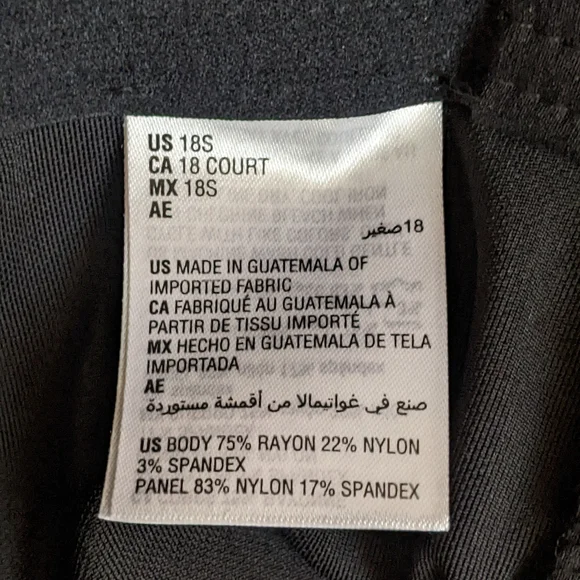 US 18S
CA 18 COURT
MX 18S
AE
18صغير
US MADE IN GUATEMALA OF
IMPORTED FABRIC
CA FABRIQUÉ AU GUATEMALA À
PARTIR DE TISSU IMPORTÉ
MX HECHO EN GUATEMALA DE TELA
IMPORTADA
AE
صنع في غواتيمالا من أقمشة مستوردة
US BODY 75% RAYON 22% NYLON
3% SPANDEX
PANEL 83% NYLON 17% SPANDEX